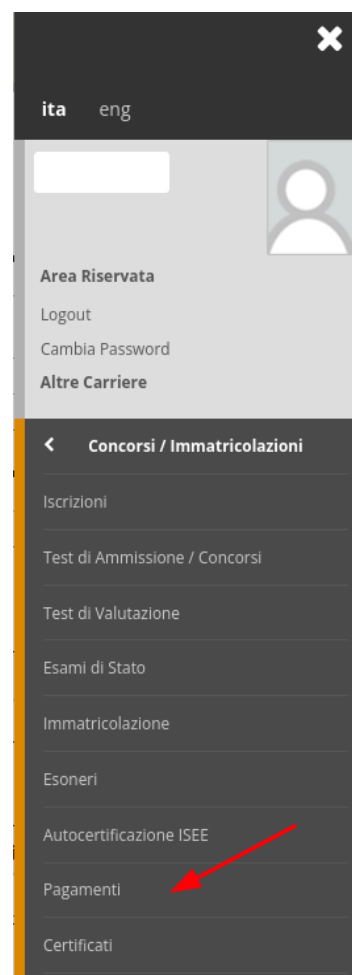 ita eng
Area Riservata
Logout
Cambia Password
Altre Carriere
Concorsi / Immatricolazioni
Iscrizioni
Test di Ammissione / Concorsi
Test di Valutazione
Esami di Stato
Immatricolazione
Esoneri
Autocertificazione ISEE
Pagamenti
Certificati